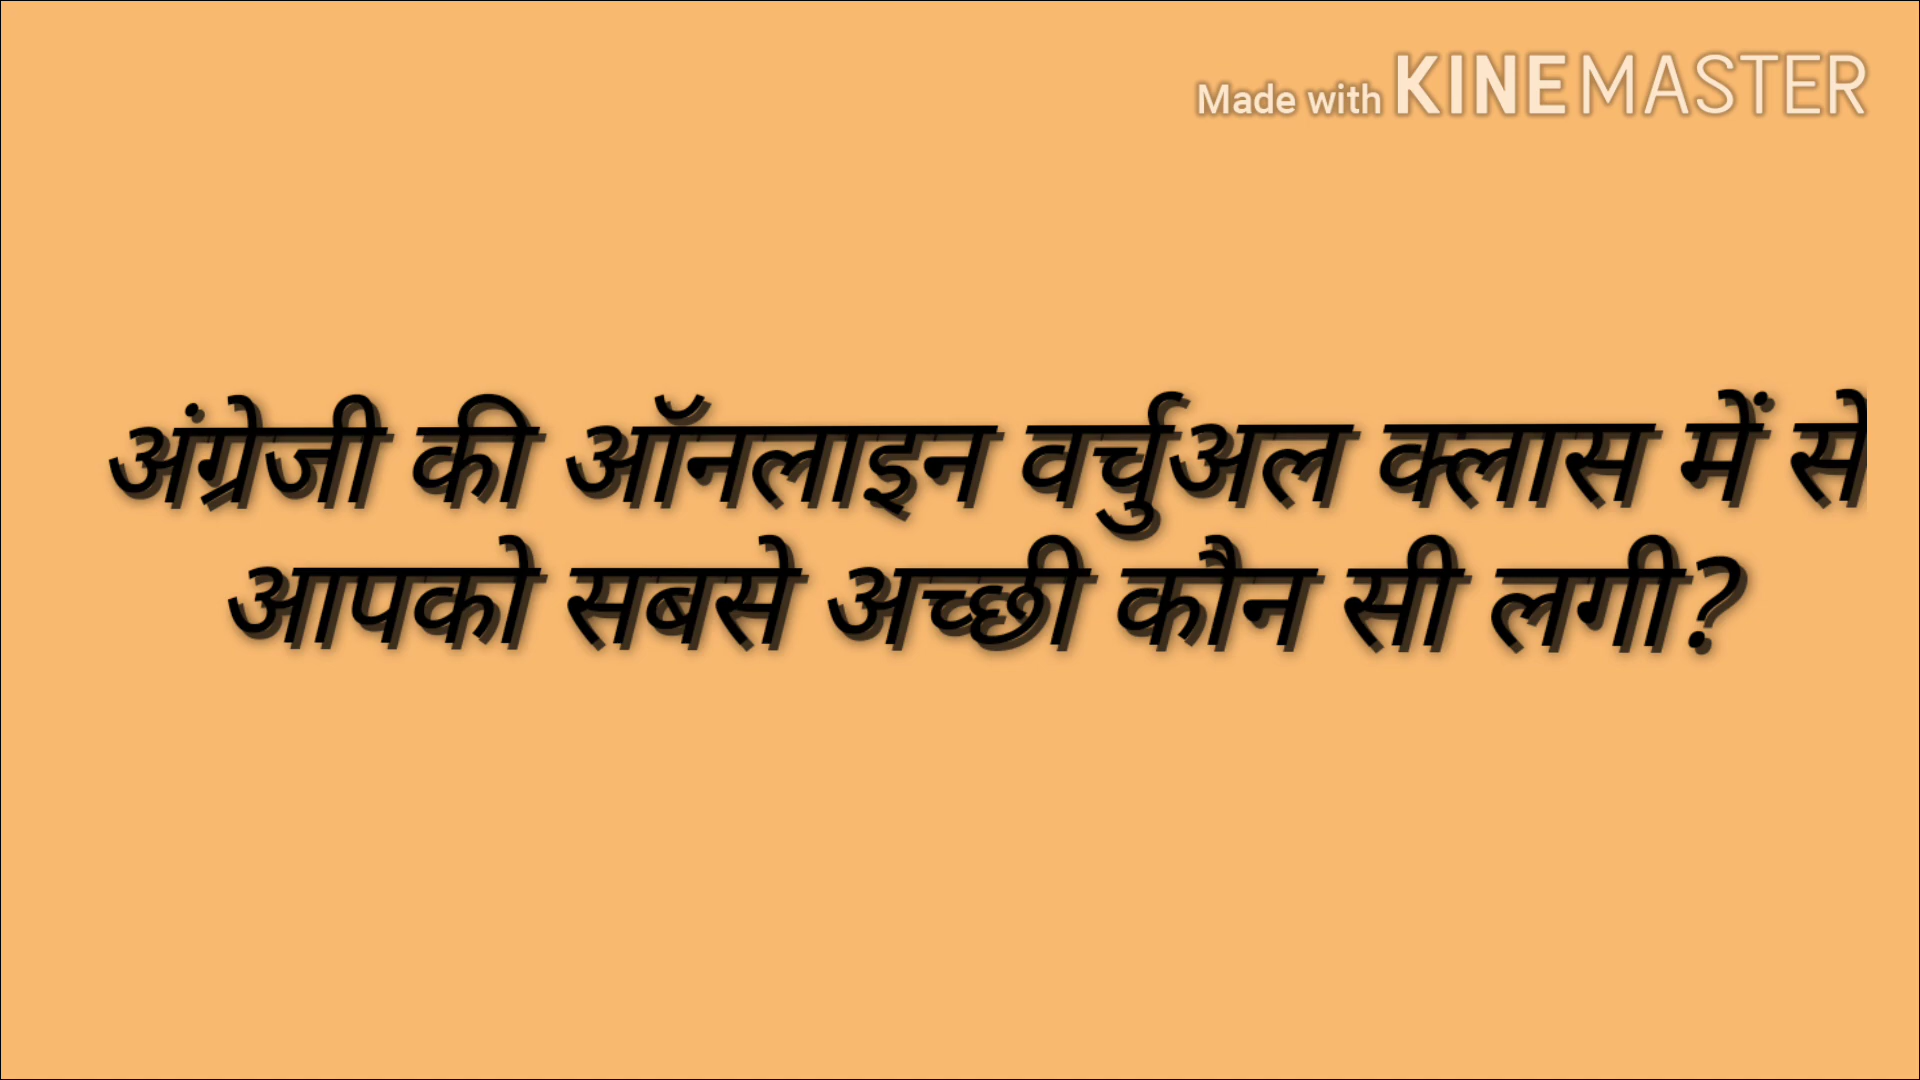 Made with KINEMASTER
अंग्रेजी की ऑनलाइन वर्चुअल क्लास में से
आपको सबसे अच्छी कौन सी लगी?